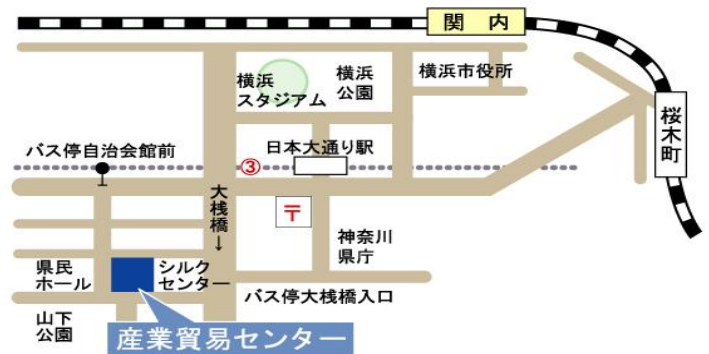 関 内
横浜
スタジアム
横浜
公園
横浜市役所
桜木町
バス停自治会館前
③
日本大通り駅
大桟橋↓
〒
神奈川
県庁
県民
ホール
シルク
センター
バス停大桟橋入口
山下
公園
産業貿易センター